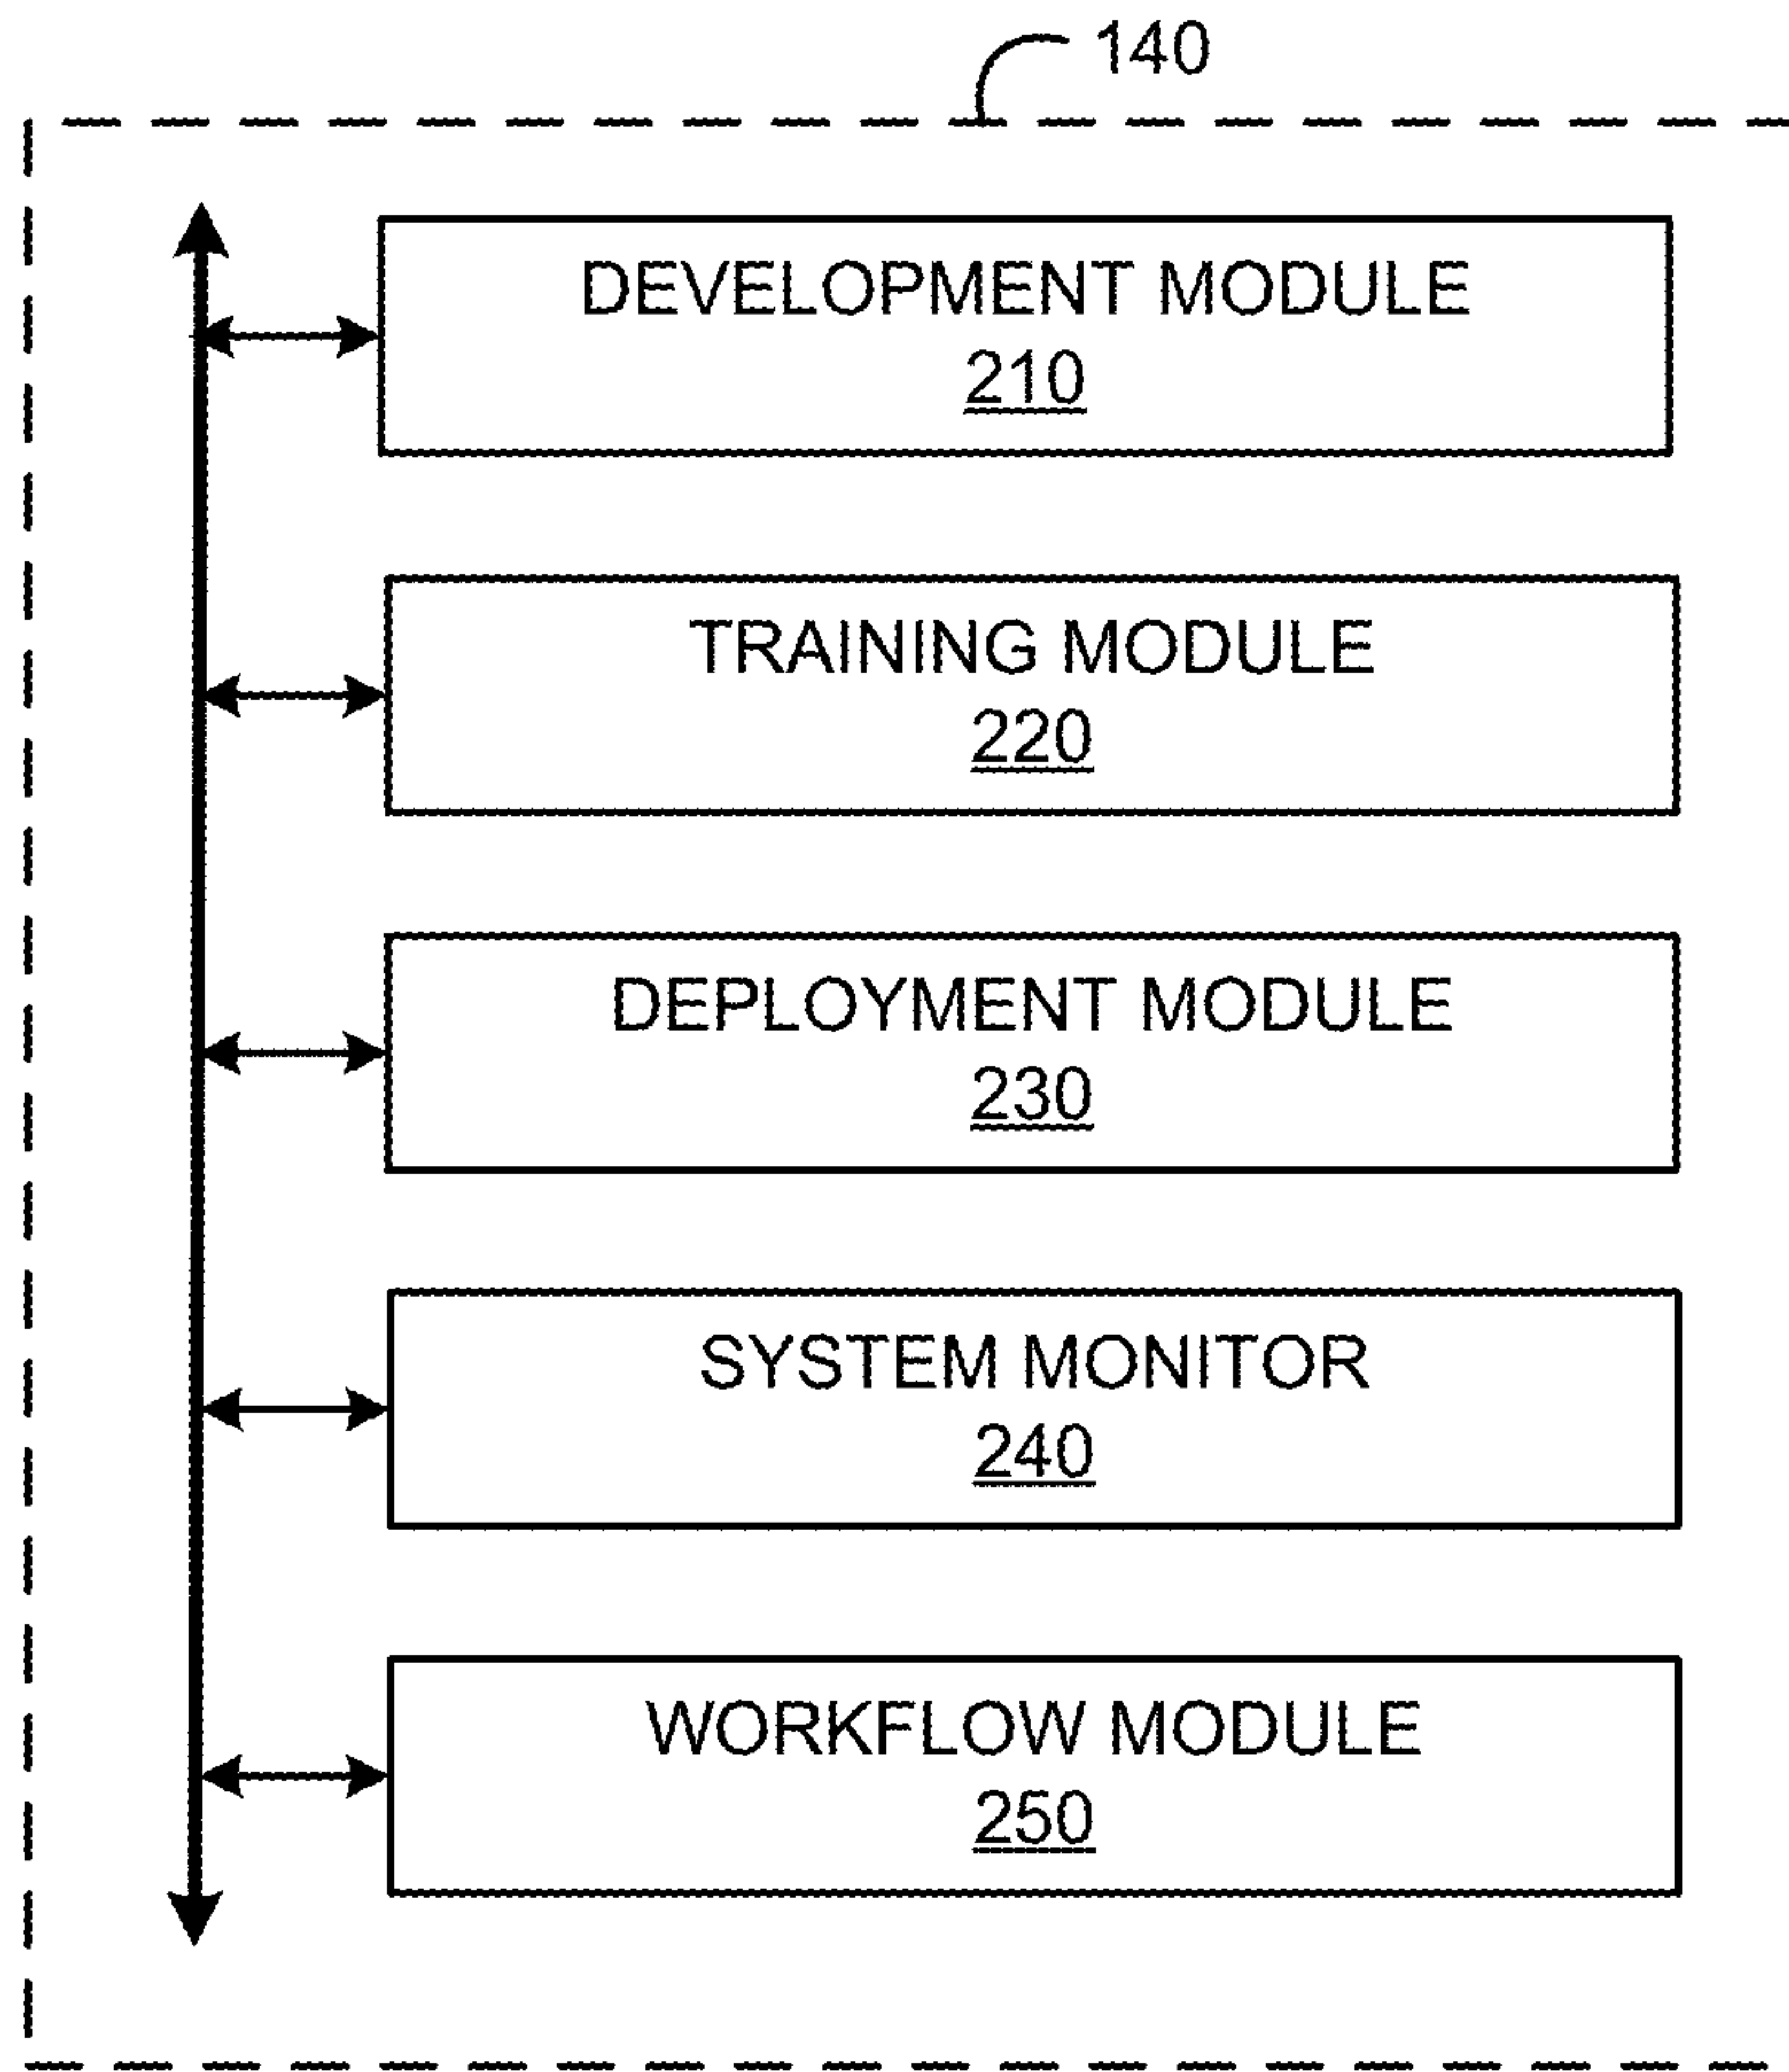 140
DEVELOPMENT MODULE
210
TRAINING MODULE
220
DEPLOYMENT MODULE
230
SYSTEM MONITOR
240
WORKFLOW MODULE
250